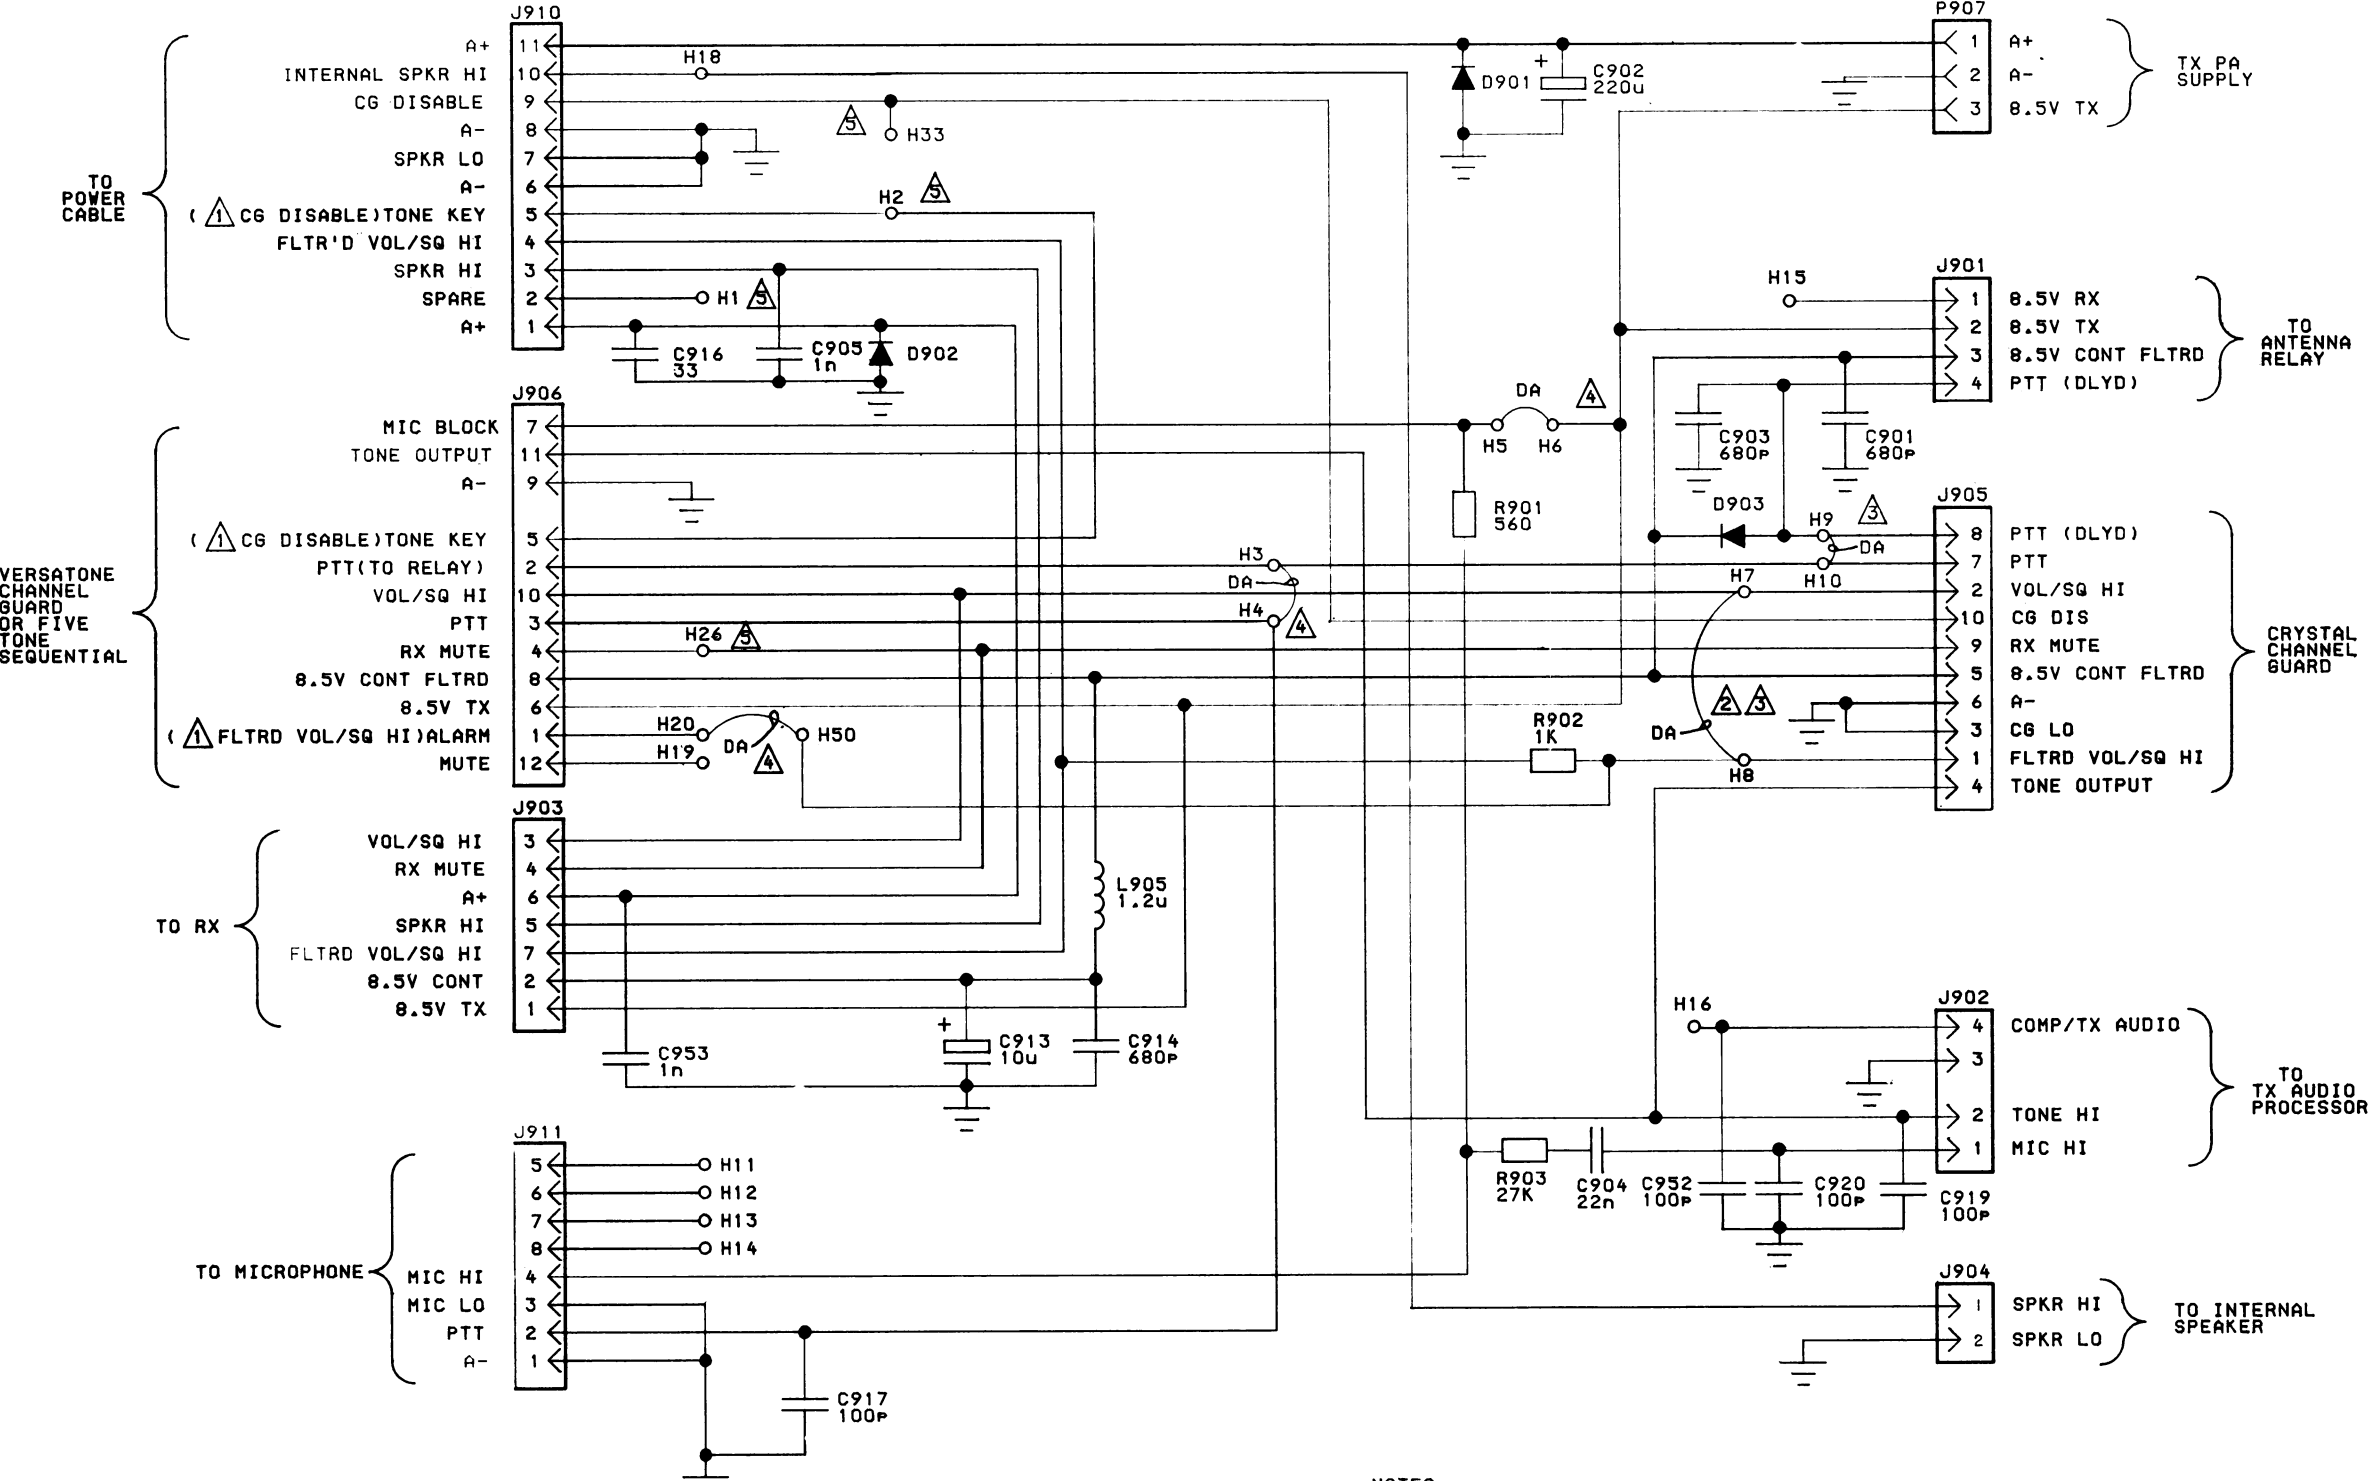 J910
A+ 11
INTERNAL SPKR HI 10
CG DISABLE 9
A- 8
SPKR LO 7
A- 6
(1 CG DISABLE)TONE KEY 5
FLTR'D VOL/SQ HI 4
SPKR HI 3
SPARE 2
A+ 1
TO
POWER
CABLE
H18
5
H33
H2
5
H1
5
C916
33
C905
1n
D902
D901
+
C902
220u
P907
1 A+
2 A-
3 8.5V TX
TX PA
SUPPLY
J901
H15
1 8.5V RX
2 8.5V TX
3 8.5V CONT FLTRD
4 PTT (DLYD)
TO
ANTENNA
RELAY
C903
680p
C901
680p
J906
MIC BLOCK 7
TONE OUTPUT 11
A- 9
(1 CG DISABLE)TONE KEY 5
PTT(TO RELAY) 2
VOL/SQ HI 10
PTT 3
RX MUTE 4
8.5V CONT FLTRD 8
8.5V TX 6
(1 FLTRD VOL/SQ HI)ALARM 1
MUTE 12
VERSATONE
CHANNEL
GUARD
OR FIVE
TONE
SEQUENTIAL
DA
4
H5
H6
R901
560
H3
DA
H4
4
H26
5
H20
DA
H50
H19
4
R902
1K
D903
H9
3
DA
H10
H7
2 3
DA
H8
J905
8 PTT (DLYD)
7 PTT
2 VOL/SQ HI
10 CG DIS
9 RX MUTE
5 8.5V CONT FLTRD
6 A-
3 CG LO
1 FLTRD VOL/SQ HI
4 TONE OUTPUT
CRYSTAL
CHANNEL
GUARD
J903
VOL/SQ HI 3
RX MUTE 4
A+ 6
SPKR HI 5
FLTRD VOL/SQ HI 7
8.5V CONT 2
8.5V TX 1
TO RX
L905
1.2u
C953
1n
+
C913
10u
C914
680p
J911
5 H11
6 H12
7 H13
8 H14
MIC HI 4
MIC LO 3
PTT 2
A- 1
TO MICROPHONE
C917
100p
J902
H16
4 COMP/TX AUDIO
3
2 TONE HI
1 MIC HI
TO
TX AUDIO
PROCESSOR
R903
27K
C904
22n
C952
100p
C920
100p
C919
100p
J904
1 SPKR HI
2 SPKR LO
TO INTERNAL
SPEAKER